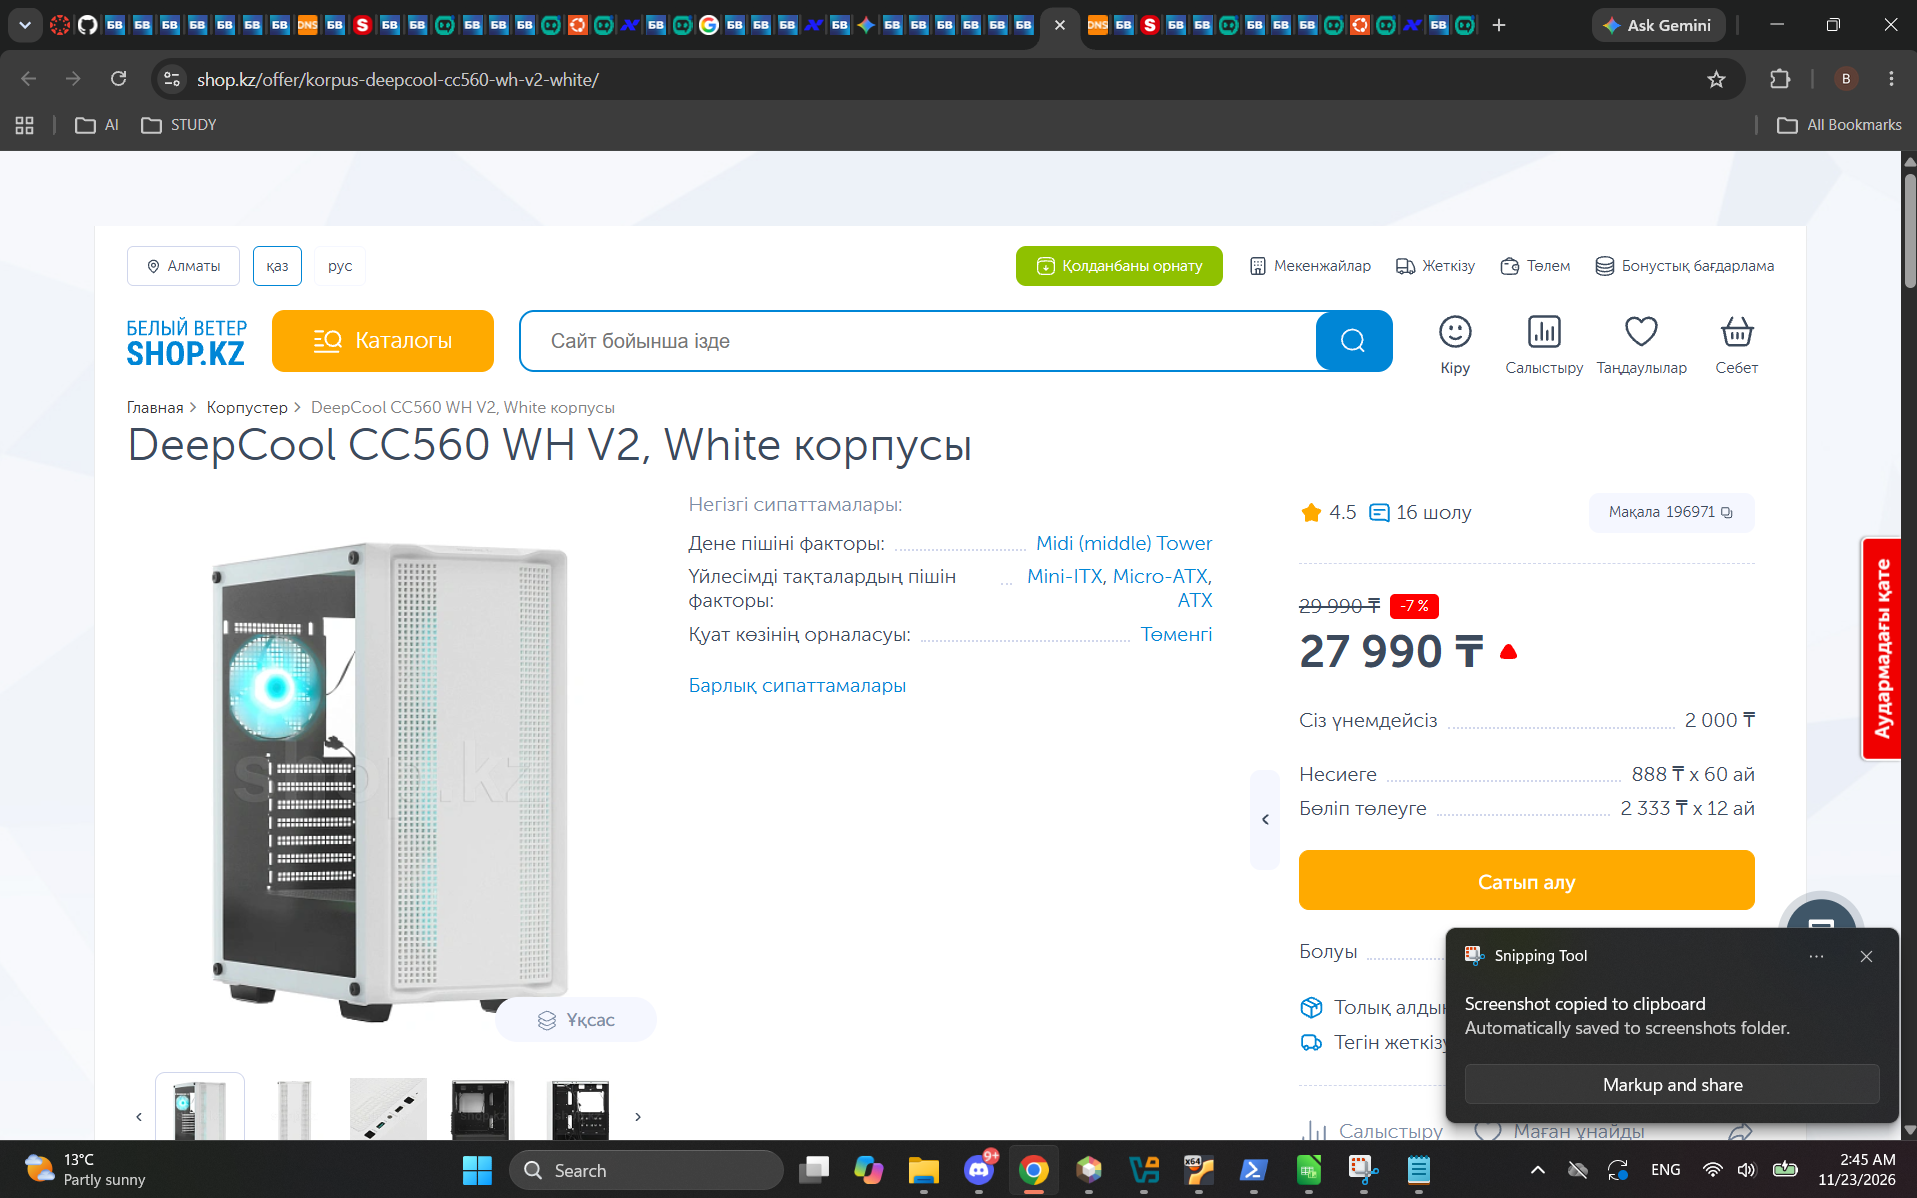 Ask Gemini
shop.kz/offer/korpus-deepcool-cc560-wh-v2-white/
B
AI
STUDY
All Bookmarks
Алматы
қаз
рус
Қолданбаны орнату
Мекенжайлар
Жеткізу
Төлем
Бонустық бағдарлама
БЕЛЫЙ ВЕТЕР
SHOP.KZ
Каталогы
Сайт бойынша ізде
Кіру
Салыстыру
Таңдаулылар
Себет
Главная > Корпустер > DeepCool CC560 WH V2, White корпусы
DeepCool CC560 WH V2, White корпусы
Негізгі сипаттамалары:
Дене пішіні факторы: Midi (middle) Tower
Үйлесімді тақталардың пішін факторы: Mini-ITX, Micro-ATX, ATX
Қуат көзінің орналасуы: Төменгі
Барлық сипаттамалары
shop.kz
Ұқсас
4.5
16 шолу
Мақала 196971
29 990 ₸
-7 %
27 990 ₸
Сіз үнемдейсіз 2 000 ₸
Несиеге 888 ₸ x 60 ай
Бөліп төлеуге 2 333 ₸ x 12 ай
Сатып алу
Болуы
Толық алдын
Тегін жеткізу
Салыстыру
Маған ұнайды
Аудармадағы қате
Snipping Tool
Screenshot copied to clipboard
Automatically saved to screenshots folder.
Markup and share
13°C
Partly sunny
Search
9+
ENG
2:45 AM
11/23/2026